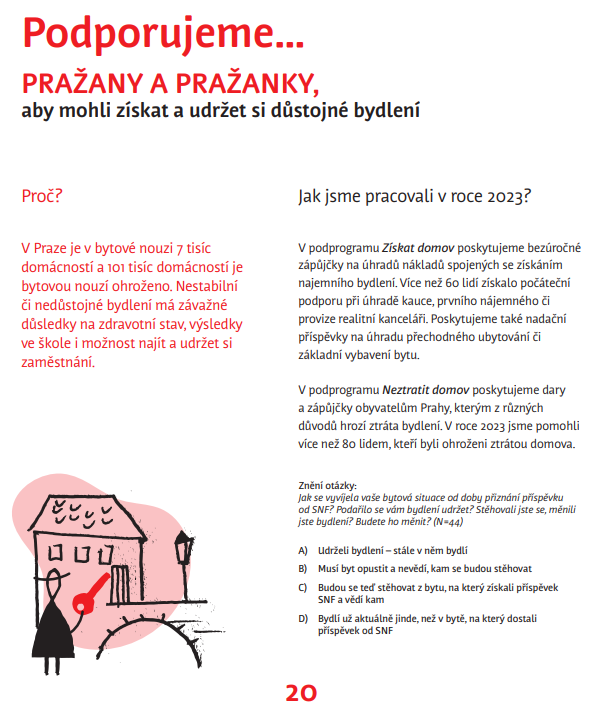 Podporujeme...
PRAŽANY A PRAŽANKY,
aby mohli získat a udržet si důstojné bydlení
Proč?
V Praze je v bytové nouzi 7 tisíc
domácností a 101 tisíc domácností je
bytovou nouzí ohroženo. Nestabilní
či nedůstojné bydlení má závažné
důsledky na zdravotní stav, výsledky
ve škole i možnost najít a udržet si
zaměstnání.
Jak jsme pracovali v roce 2023?
V podprogramu Získat domov poskytujeme bezúročné
zápůjčky na úhradů nákladů spojených se získáním
najemního bydlení. Více než 60 lidí získalo počáteční
podporu při úhradě kauce, prvního nájemného či
provize realitní kanceláři. Poskytujeme také nadační
příspěvky na úhradu přechodného ubytování či
základní vybavení bytu.
V podprogramu Neztratit domov poskytujeme dary
a zápůjčky obyvatelům Prahy, kterým z různých
důvodů hrozí ztráta bydlení. V roce 2023 jsme pomohli
více než 80 lidem, kteří byli ohroženi ztrátou domova.
Znění otázky:
Jak se vyvíjela vaše bytová situace od doby přiznání příspěvku
od SNF? Podařilo se vám bydlení udržet? Stěhovali jste se, měnili
jste bydlení? Budete ho měnit? (N=44)
A) Udrželi bydlení – stále v něm bydlí
B) Musí byt opustit a nevědí, kam se budou stěhovat
C) Budou se teď stěhovat z bytu, na který získali příspěvek
SNF a vědí kam
D) Bydlí už aktuálně jinde, než v bytě, na který dostali
příspěvek od SNF
20